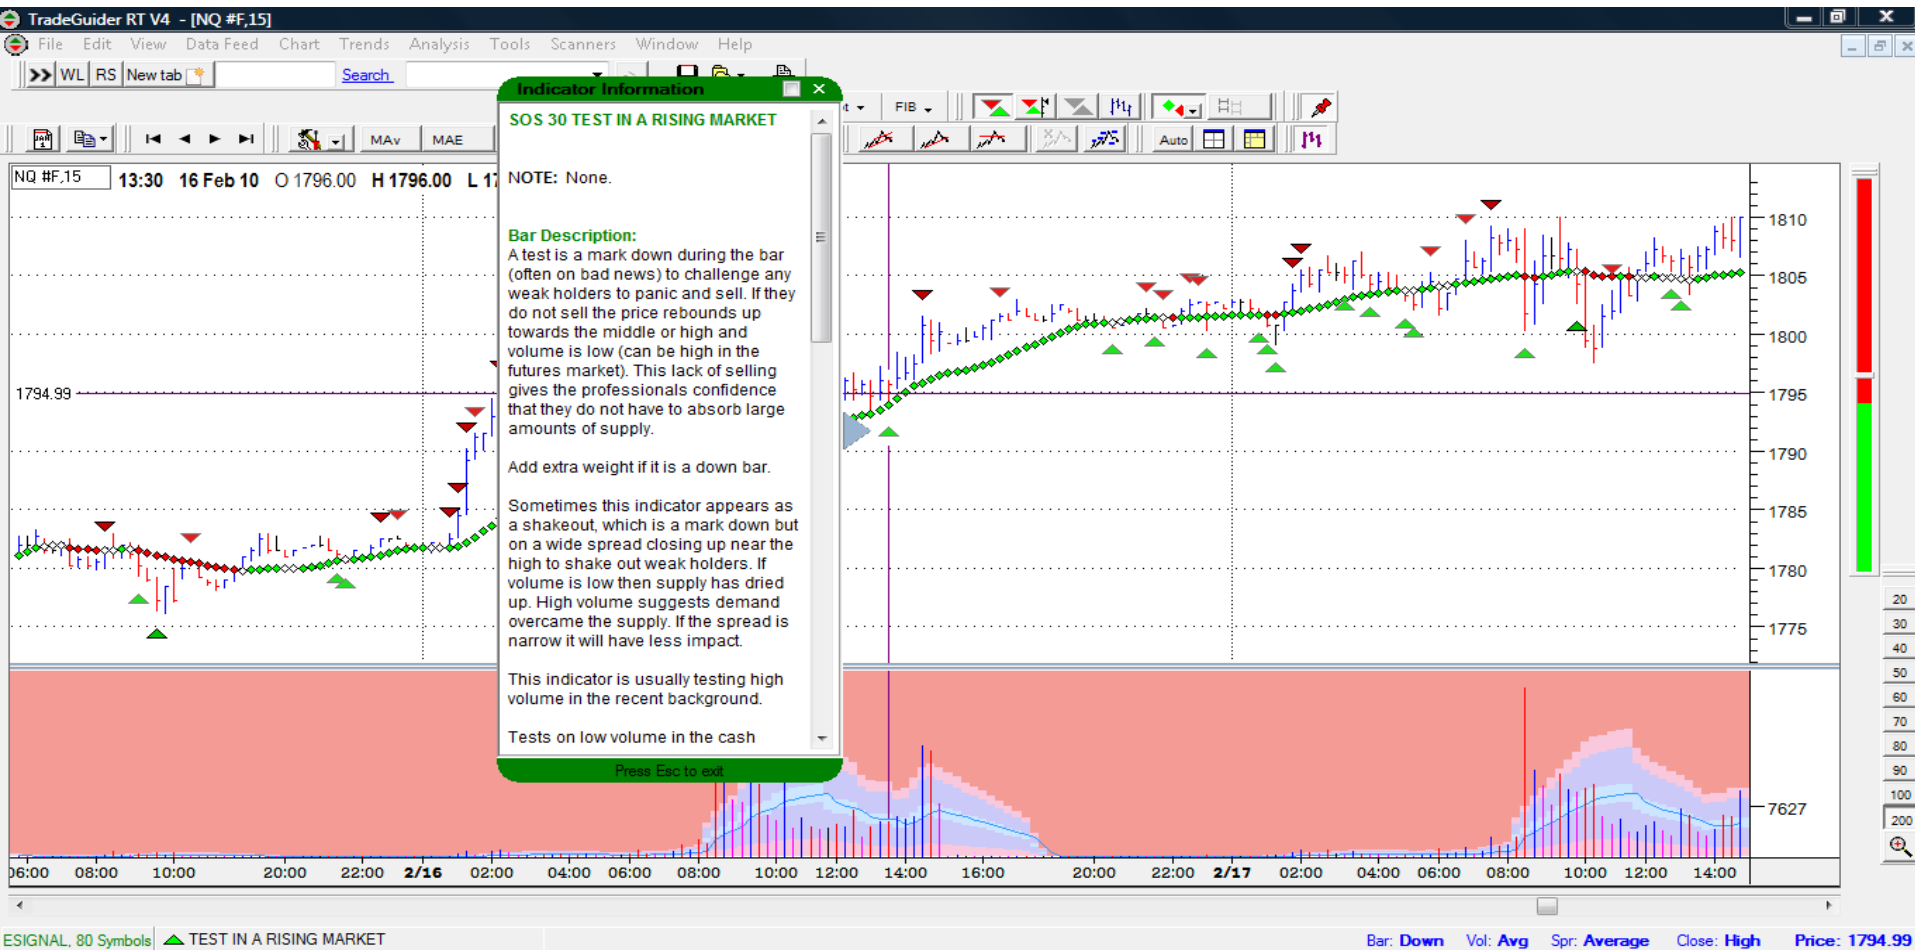 TradeGuider RT V4 - [NQ #F,15]
File Edit View Data Feed Chart Trends Analysis Tools Scanners Window Help
WL RS New tab Search
Indicator Information
FIB
MAv MAE Auto
NQ #F,15 13:30 16 Feb 10 O 1796.00 H 1796.00 L 17
SOS 30 TEST IN A RISING MARKET
NOTE: None.
Bar Description:
A test is a mark down during the bar
(often on bad news) to challenge any
weak holders to panic and sell. If they
do not sell the price rebounds up
towards the middle or high and
volume is low (can be high in the
futures market). This lack of selling
gives the professionals confidence
that they do not have to absorb large
amounts of supply.
Add extra weight if it is a down bar.
Sometimes this indicator appears as
a shakeout, which is a mark down but
on a wide spread closing up near the
high to shake out weak holders. If
volume is low then supply has dried
up. High volume suggests demand
overcame the supply. If the spread is
narrow it will have less impact.
This indicator is usually testing high
volume in the recent background.
Tests on low volume in the cash
Press Esc to exit
1794.99
1810
1805
1800
1795
1790
1785
1780
1775
7627
20
30
40
50
60
70
80
90
100
200
06:00 08:00 10:00 20:00 22:00 2/16 02:00 04:00 06:00 08:00 10:00 12:00 14:00 16:00 20:00 22:00 2/17 02:00 04:00 06:00 08:00 10:00 12:00 14:00
ESIGNAL, 80 Symbols TEST IN A RISING MARKET Bar: Down Vol: Avg Spr: Average Close: High Price: 1794.99